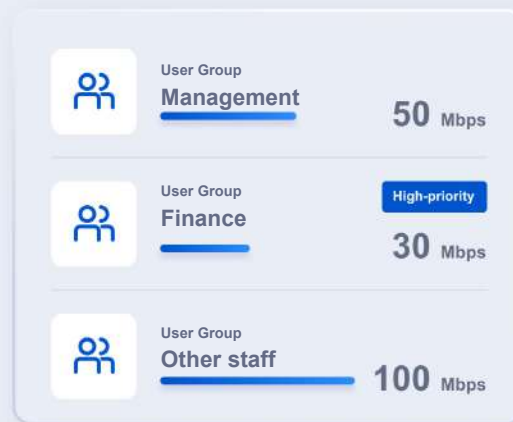 User Group
Management
50 Mbps
User Group
High-priority
Finance
30 Mbps
User Group
Other staff
100 Mbps